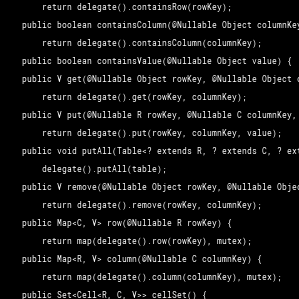 return delegate().containsRow(rowKey);
public boolean containsColumn(@Nullable Object columnKey
return delegate().containsColumn(columnKey);
public boolean containsValue(@Nullable Object value) {
public V get(@Nullable Object rowKey, @Nullable Object c
return delegate().get(rowKey, columnKey);
public V put(@Nullable R rowKey, @Nullable C columnKey,
return delegate().put(rowKey, columnKey, value);
public void putAll(Table<? extends R, ? extends C, ? ext
delegate().putAll(table);
public V remove(@Nullable Object rowKey, @Nullable Objec
return delegate().remove(rowKey, columnKey);
public Map<C, V> row(@Nullable R rowKey) {
return map(delegate().row(rowKey), mutex);
public Map<R, V> column(@Nullable C columnKey) {
return map(delegate().column(columnKey), mutex);
public Set<Cell<R, C, V>> cellSet() {